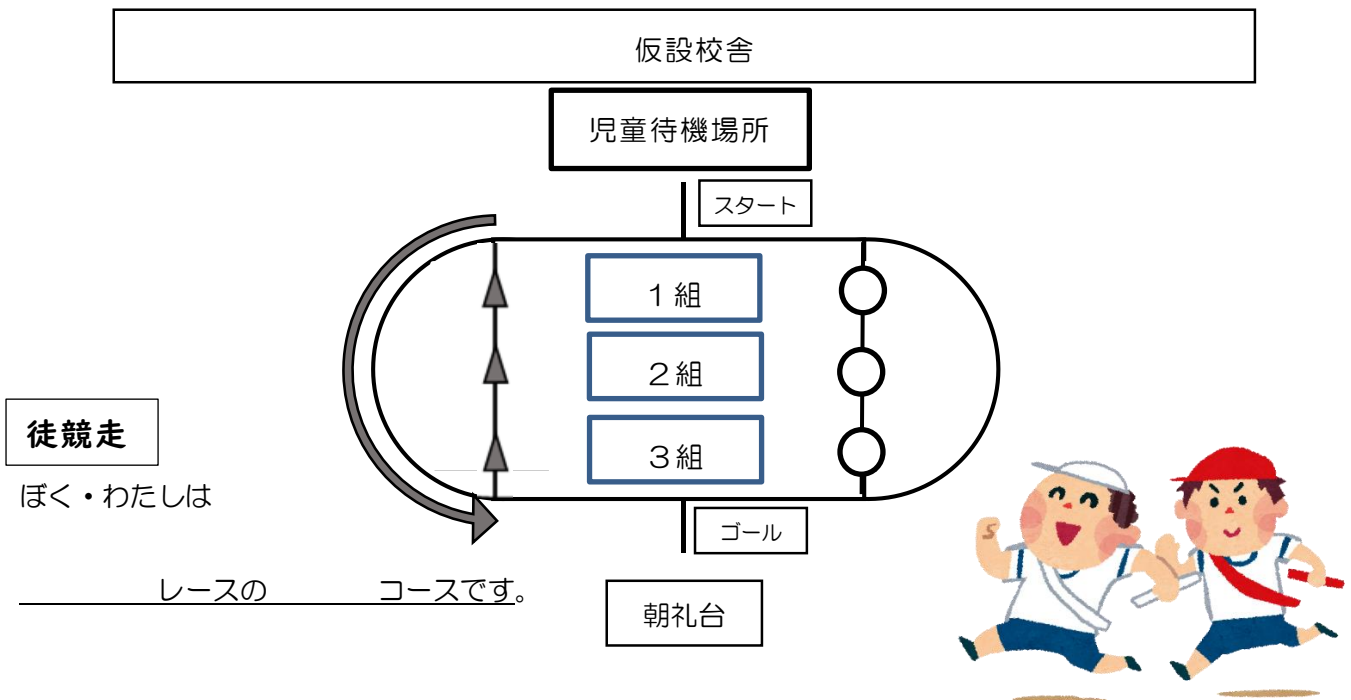 仮設校舎
児童待機場所
スタート
１組
２組
３組
徒競走
ぼく・わたしは
ゴール
レースの コースです。
朝礼台